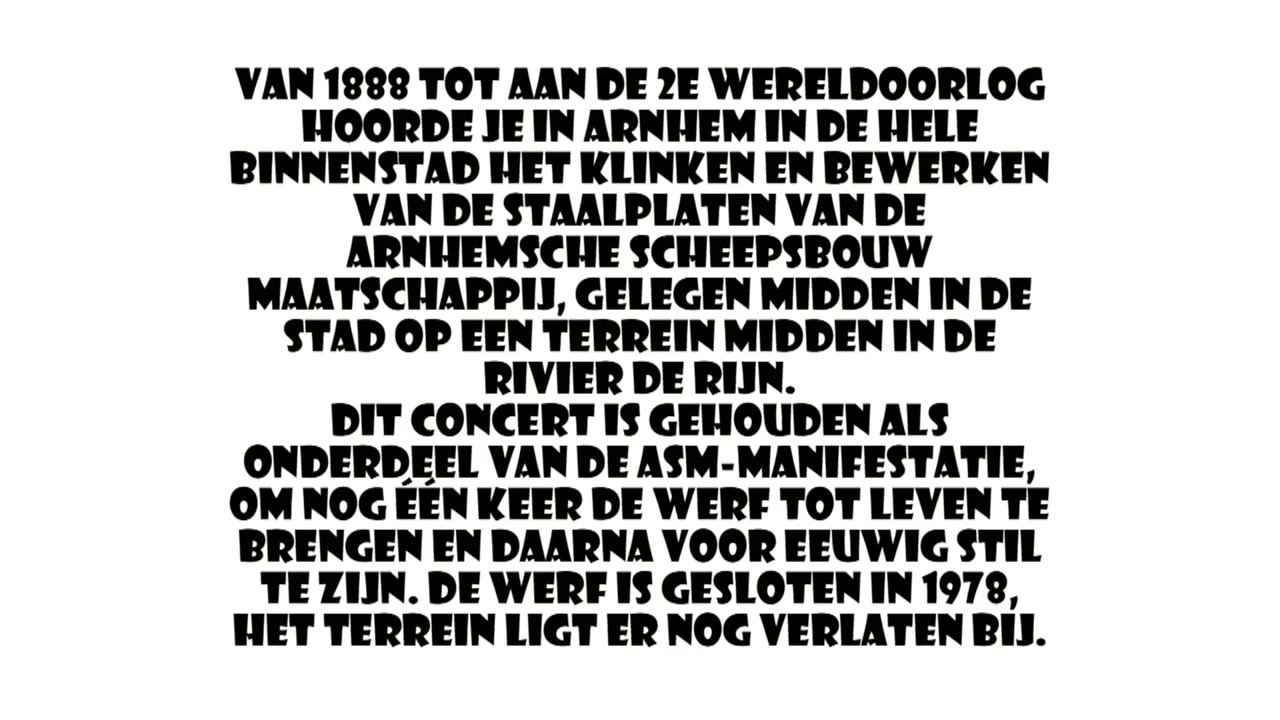 VAN 1888 TOT AAN DE 2E WERELDOORLOG
HOORDE JE IN ARNHEM IN DE HELE
BINNENSTAD HET KLINKEN EN BEWERKEN
VAN DE STAALPLATEN VAN DE
ARNHEMSCHE SCHEEPSBOUW
MAATSCHAPPIJ, GELEGEN MIDDEN IN DE
STAD OP EEN TERREIN MIDDEN IN DE
RIVIER DE RIJN.
DIT CONCERT IS GEHOUDEN ALS
ONDERDEEL VAN DE ASM-MANIFESTATIE,
OM NOG ÉÉN KEER DE WERF TOT LEVEN TE
BRENGEN EN DAARNA VOOR EEUWIG STIL
TE ZIJN. DE WERF IS GESLOTEN IN 1978,
HET TERREIN LIGT ER NOG VERLATEN BIJ.